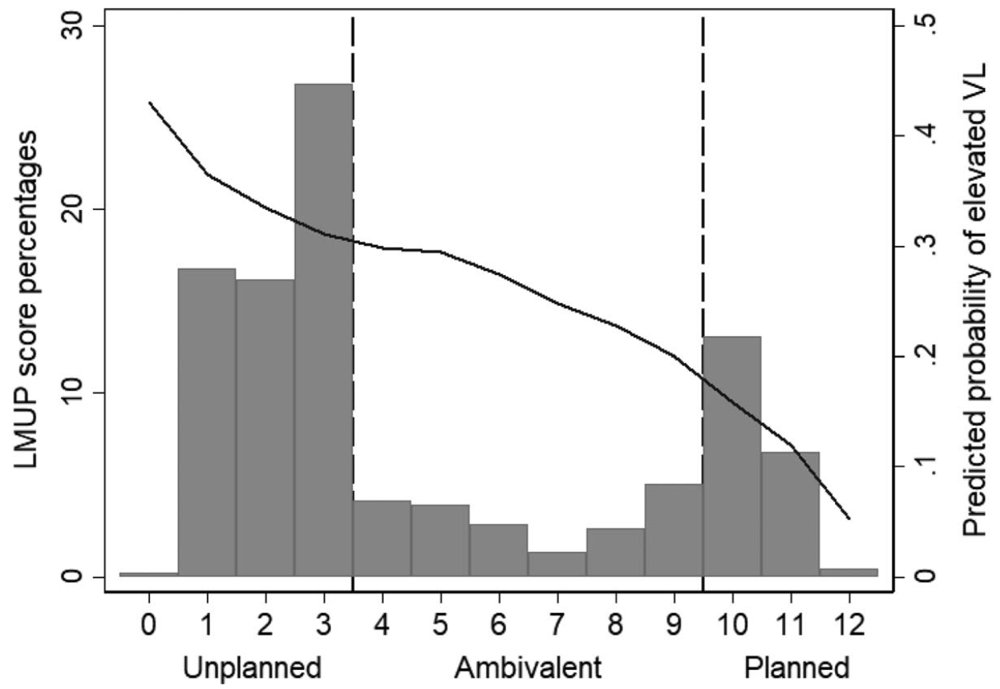 LMUP score percentages
30
20
10
0
Predicted probability of elevated VL
.5
.4
.3
.2
.1
0
0 1 2 3 4 5 6 7 8 9 10 11 12
Unplanned Ambivalent Planned